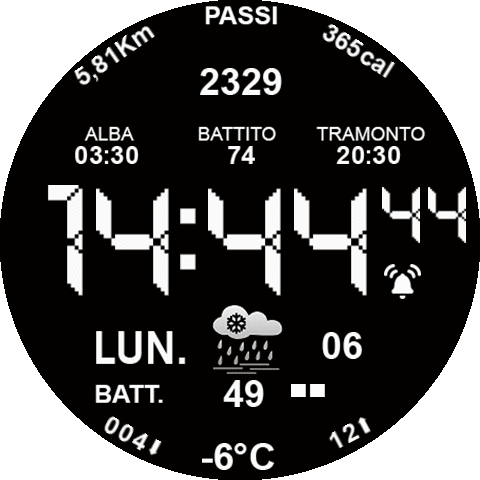 PASSI
5,81Km
365cal
2329
ALBA BATTITO TRAMONTO
03:30 74 20:30
14:44 44
LUN. 06
BATT. 49
004 12
-6°C